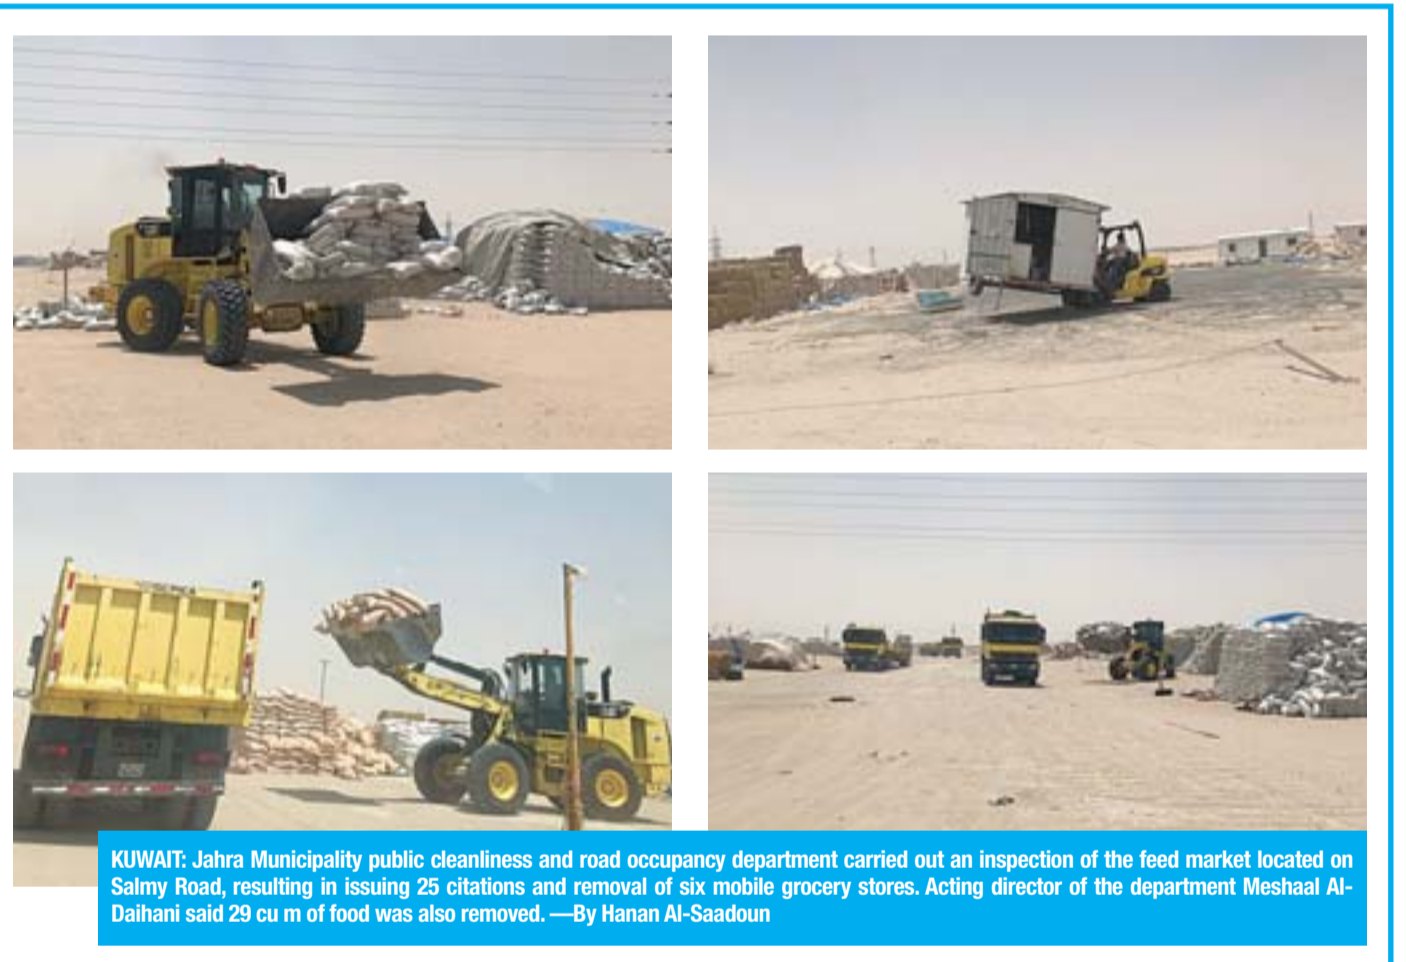 KUWAIT: Jahra Municipality public cleanliness and road occupancy department carried out an inspection of the feed market located on
Salmy Road, resulting in issuing 25 citations and removal of six mobile grocery stores. Acting director of the department Meshaal Al-
Daihani said 29 cu m of food was also removed. —By Hanan Al-Saadoun